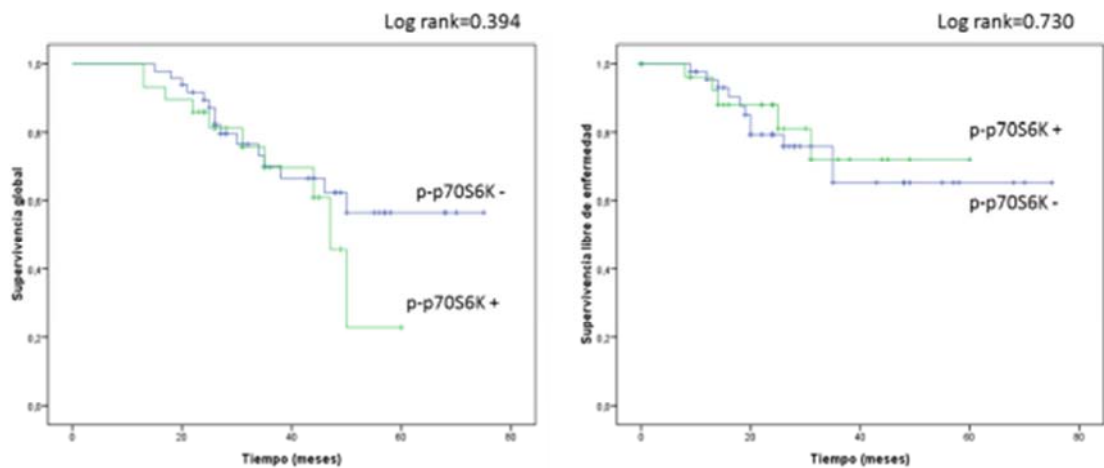 Log rank=0.394
Supervivencia global
1,0
0,8
0,6
0,4
0,2
0,0
p-p70S6K -
p-p70S6K +
0 20 40 60 80
Tiempo (meses)
Log rank=0.730
Supervivencia libre de enfermedad
1,0
0,8
0,6
0,4
0,2
0,0
p-p70S6K +
p-p70S6K -
0 20 40 60 80
Tiempo (meses)